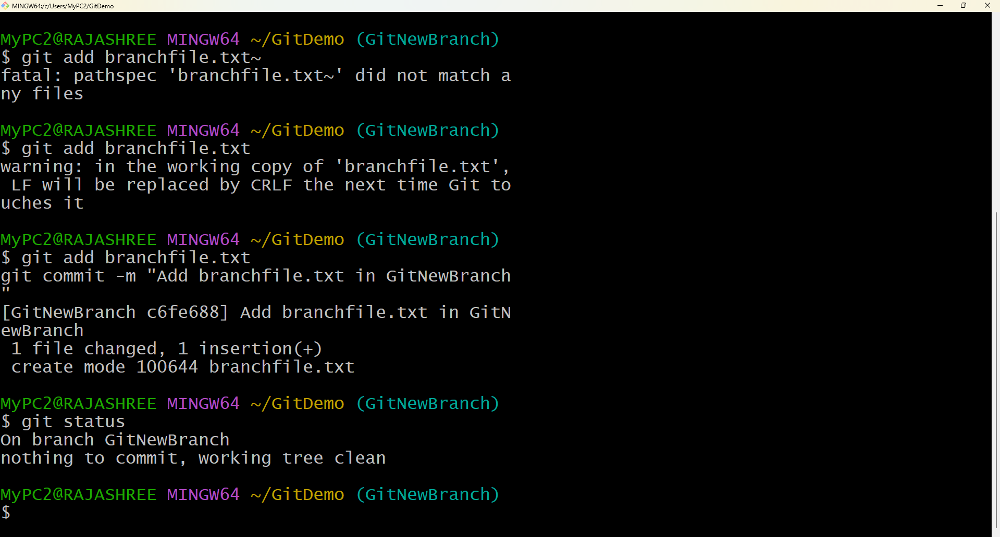 MINGW64:/c/Users/MyPC2/GitDemo
MyPC2@RAJASHREE MINGW64 ~/GitDemo (GitNewBranch)
$ git add branchfile.txt~
fatal: pathspec 'branchfile.txt~' did not match a
ny files
MyPC2@RAJASHREE MINGW64 ~/GitDemo (GitNewBranch)
$ git add branchfile.txt
warning: in the working copy of 'branchfile.txt',
 LF will be replaced by CRLF the next time Git to
uches it
MyPC2@RAJASHREE MINGW64 ~/GitDemo (GitNewBranch)
$ git add branchfile.txt
git commit -m "Add branchfile.txt in GitNewBranch
"
[GitNewBranch c6fe688] Add branchfile.txt in GitN
ewBranch
 1 file changed, 1 insertion(+)
 create mode 100644 branchfile.txt
MyPC2@RAJASHREE MINGW64 ~/GitDemo (GitNewBranch)
$ git status
On branch GitNewBranch
nothing to commit, working tree clean
MyPC2@RAJASHREE MINGW64 ~/GitDemo (GitNewBranch)
$